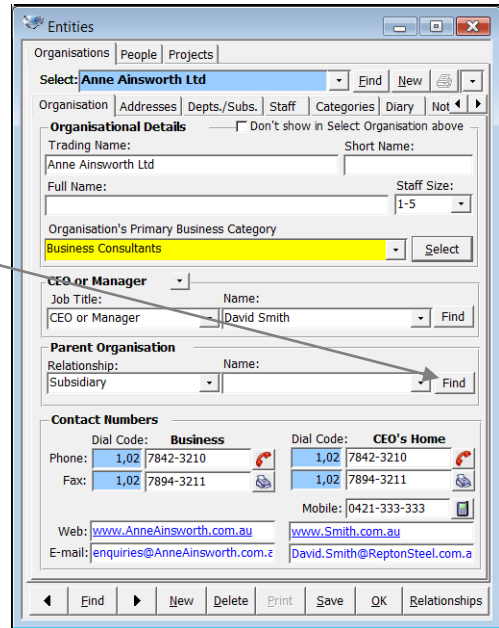 Entities
Organisations People Projects
Select: Anne Ainsworth Ltd Find New
Organisation Addresses Depts./Subs. Staff Categories Diary Not
Organisational Details Don't show in Select Organisation above
Trading Name: Short Name:
Anne Ainsworth Ltd
Full Name: Staff Size:
1-5
Organisation's Primary Business Category
Business Consultants Select
CEO or Manager
Job Title: Name:
CEO or Manager David Smith Find
Parent Organisation
Relationship: Name:
Subsidiary Find
Contact Numbers
Dial Code: Business Dial Code: CEO's Home
Phone: 1,02 7842-3210 1,02 7842-3210
Fax: 1,02 7894-3211 1,02 7894-3211
Mobile: 0421-333-333
Web: www.AnneAinsworth.com.au www.Smith.com.au
E-mail: enquiries@AnneAinsworth.com.a David.Smith@ReptonSteel.com.a
Find New Delete Print Save OK Relationships